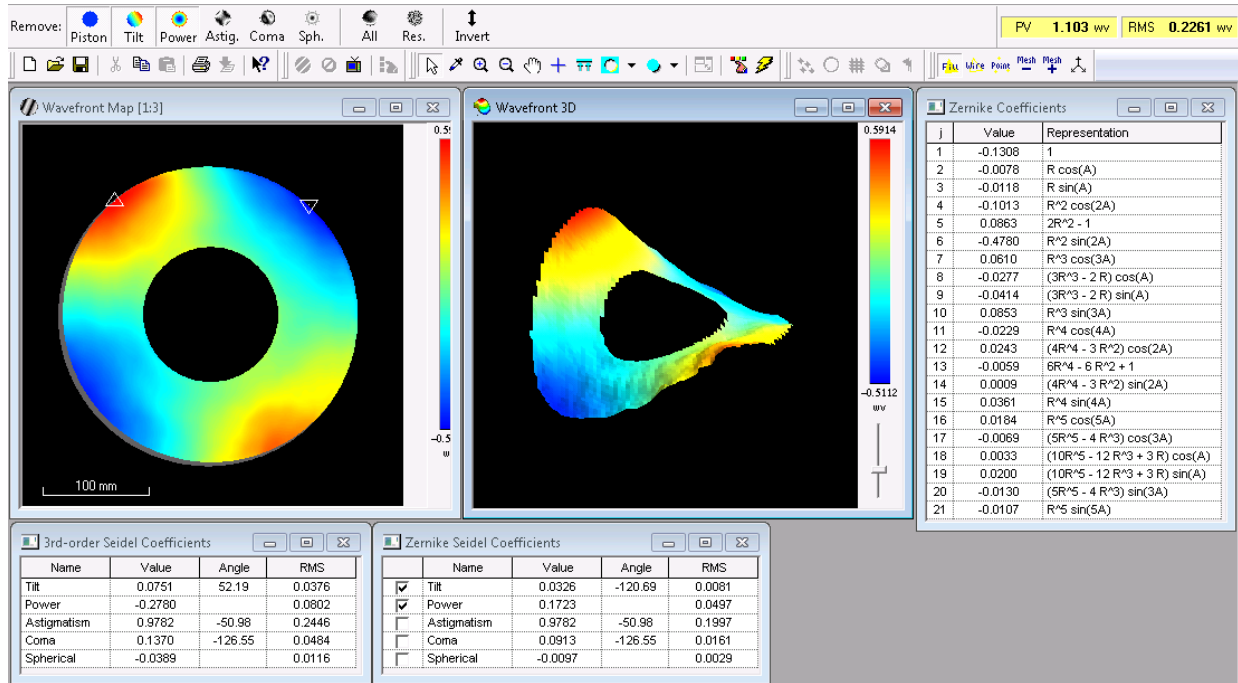 Remove: Piston Tilt Power Astig. Coma Sph. All Res. Invert
PV 1.103 wv RMS 0.2261 wv
Wire Point Mesh Mesh
Wavefront Map [1:3]
100 mm
Wavefront 3D
0.5914
-0.5112
wv
Zernike Coefficients
j Value Representation
1 -0.1308 1
2 -0.0078 R cos(A)
3 -0.0118 R sin(A)
4 -0.1013 R^2 cos(2A)
5 0.0863 2R^2 - 1
6 -0.4780 R^2 sin(2A)
7 0.0610 R^3 cos(3A)
8 -0.0277 (3R^3 - 2 R) cos(A)
9 -0.0414 (3R^3 - 2 R) sin(A)
10 0.0853 R^3 sin(3A)
11 -0.0229 R^4 cos(4A)
12 0.0243 (4R^4 - 3 R^2) cos(2A)
13 -0.0059 6R^4 - 6 R^2 + 1
14 0.0009 (4R^4 - 3 R^2) sin(2A)
15 0.0361 R^4 sin(4A)
16 0.0184 R^5 cos(5A)
17 -0.0069 (5R^5 - 4 R^3) cos(3A)
18 0.0033 (10R^5 - 12 R^3 + 3 R) cos(A)
19 0.0200 (10R^5 - 12 R^3 + 3 R) sin(A)
20 -0.0130 (5R^5 - 4 R^3) sin(3A)
21 -0.0107 R^5 sin(5A)
3rd-order Seidel Coefficients
Name Value Angle RMS
Tilt 0.0751 52.19 0.0376
Power -0.2780 0.0802
Astigmatism 0.9782 -50.98 0.2446
Coma 0.1370 -126.55 0.0484
Spherical -0.0389 0.0116
Zernike Seidel Coefficients
Name Value Angle RMS
Tilt 0.0326 -120.69 0.0081
Power 0.1723 0.0497
Astigmatism 0.9782 -50.98 0.1997
Coma 0.0913 -126.55 0.0161
Spherical -0.0097 0.0029